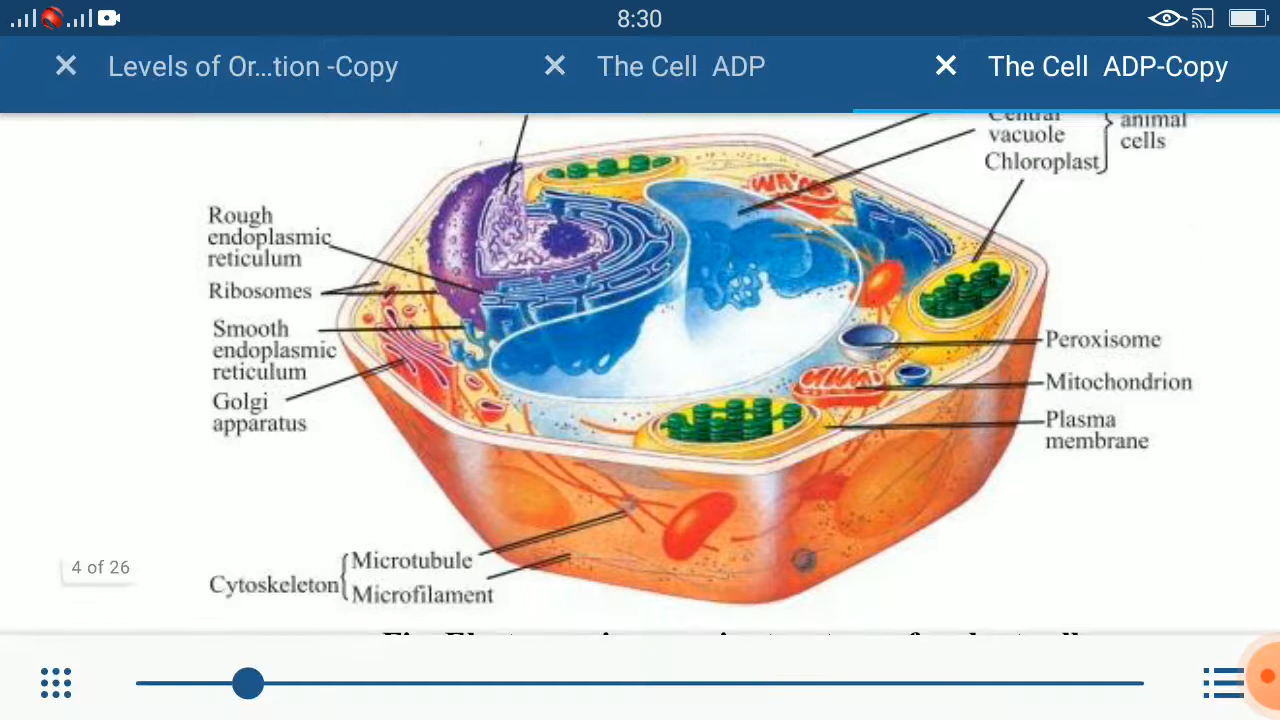 8:30
Levels of Or...tion -Copy
The Cell ADP
The Cell ADP-Copy
Central
vacuole
Chloroplast
animal
cells
Rough
endoplasmic
reticulum
Ribosomes
Smooth
endoplasmic
reticulum
Golgi
apparatus
Peroxisome
Mitochondrion
Plasma
membrane
4 of 26
Cytoskeleton
Microtubule
Microfilament